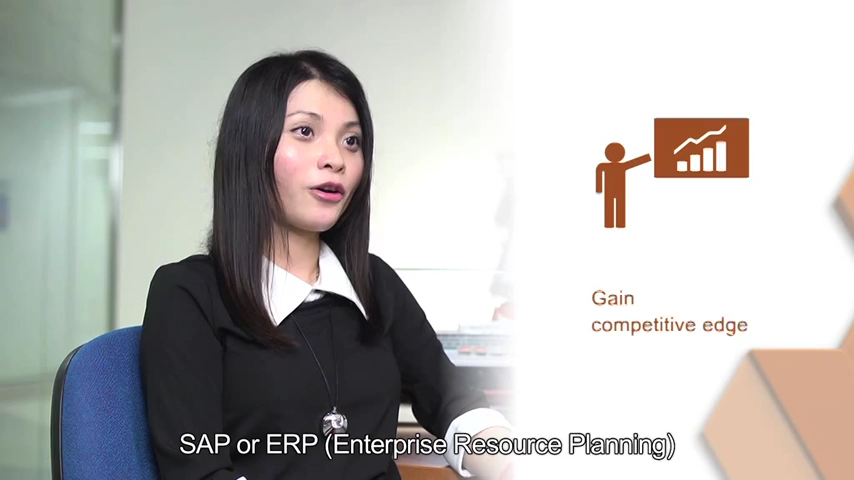 Gain
competitive edge
SAP or ERP (Enterprise Resource Planning)